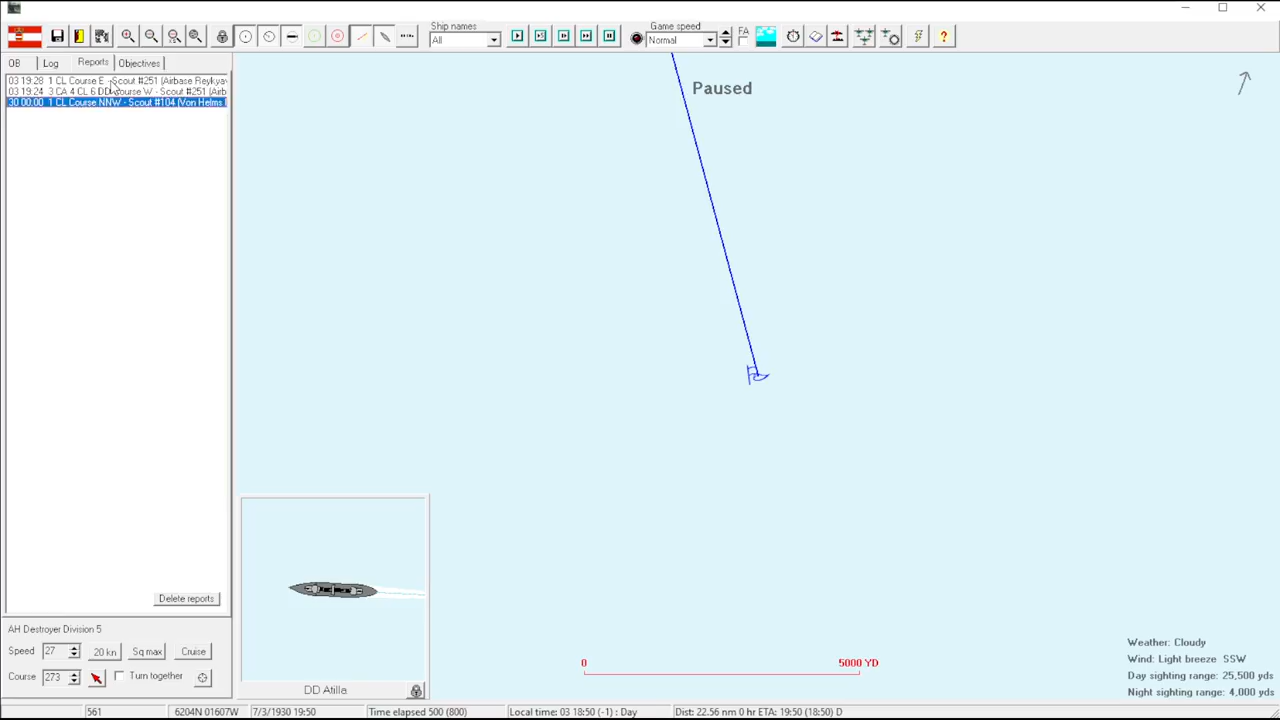 Ship names
Game speed
All
Normal
FA
?
OB
Log
Reports
Objectives
03 19:28 1 CL Course E - Scout #251 (Airbase Reykyav
03 19:24 3 CA 4 CL 6 DD Course W - Scout #251 (Airb
30 00:00 1 CL Course NNW - Scout #104 (Von Helms
Paused
Delete reports
AH Destroyer Division 5
Speed 27 20 kn Sq max Cruise
Course 273 Turn together
DD Atilla
0 5000 YD
Weather: Cloudy
Wind: Light breeze SSW
Day sighting range: 25,500 yds
Night sighting range: 4,000 yds
561 6204N 01607W 7/3/1930 19:50 Time elapsed 500 (800) Local time: 03 18:50 (-1) : Day Dist: 22.56 nm 0 hr ETA: 19:50 (18:50) D